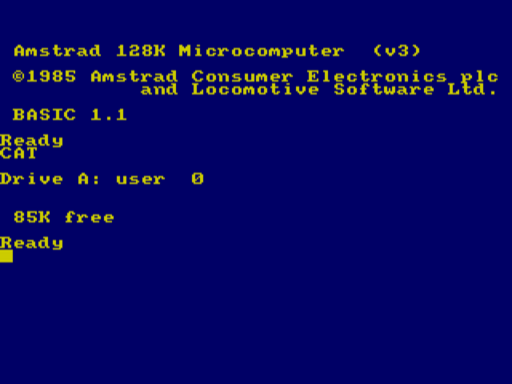 Amstrad 128K Microcomputer (v3)
©1985 Amstrad Consumer Electronics plc
and Locomotive Software Ltd.
BASIC 1.1
Ready
CAT
Drive A: user 0
85K free
Ready